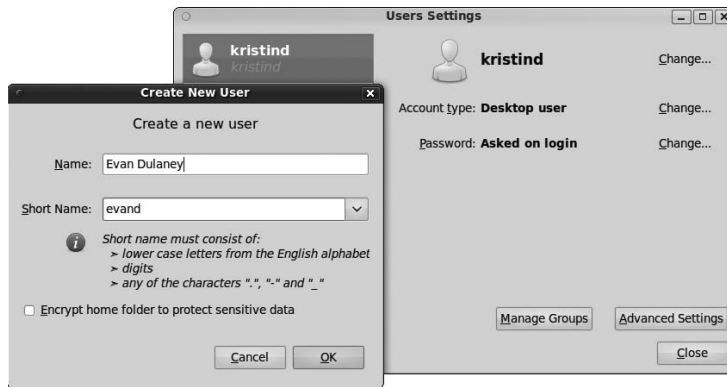 Users Settings
kristind
kristind
kristind
Change...
Account type: Desktop user
Change...
Password: Asked on login
Change...
Manage Groups
Advanced Settings
Close
Create New User
Create a new user
Name: Evan Dulaney
Short Name: evand
Short name must consist of:
➢ lower case letters from the English alphabet
➢ digits
➢ any of the characters ".", "-" and "_"
Encrypt home folder to protect sensitive data
Cancel
OK